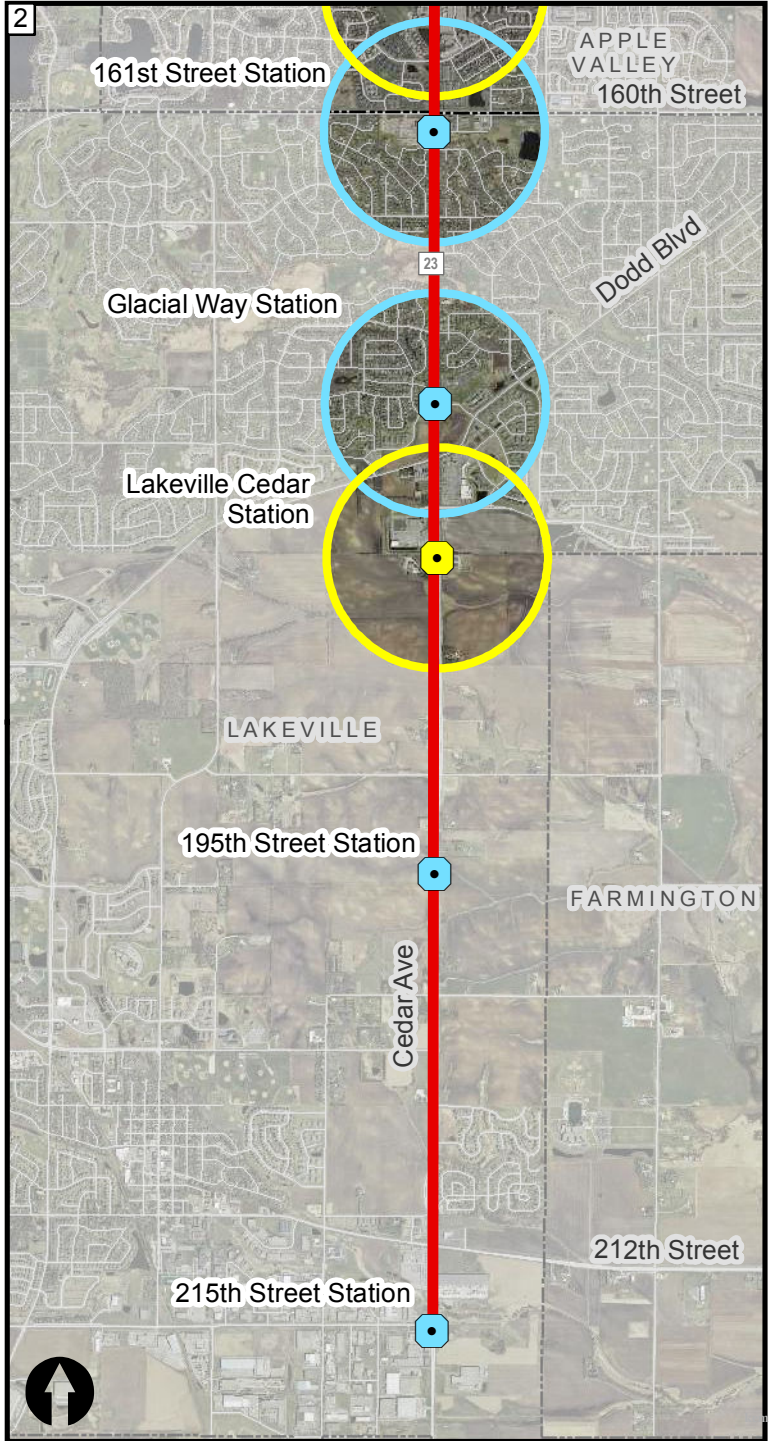 2
APPLE
VALLEY
161st Street Station
160th Street
23
Dodd Blvd
Glacial Way Station
Lakeville Cedar
Station
LAKEVILLE
195th Street Station
FARMINGTON
Cedar Ave
212th Street
215th Street Station